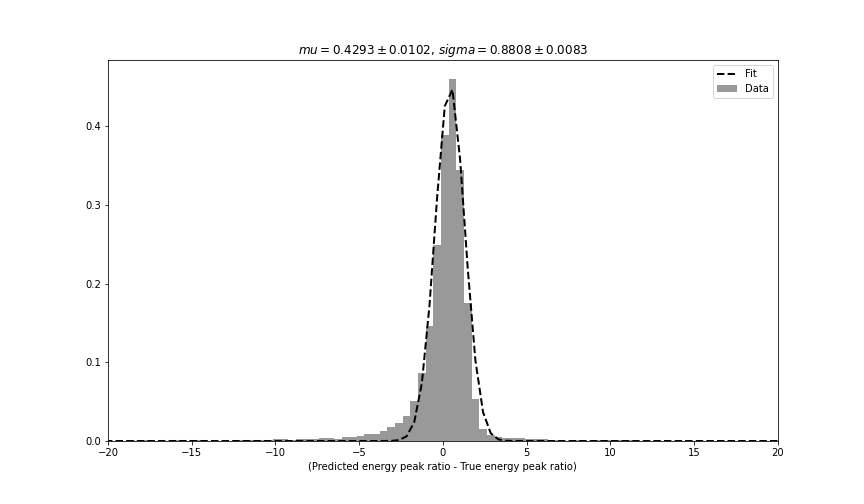 mu = 0.4293 ± 0.0102, sigma = 0.8808 ± 0.0083
Fit
Data
0.4
0.3
0.2
0.1
0.0
−20 −15 −10 −5 0 5 10 15 20
(Predicted energy peak ratio - True energy peak ratio)